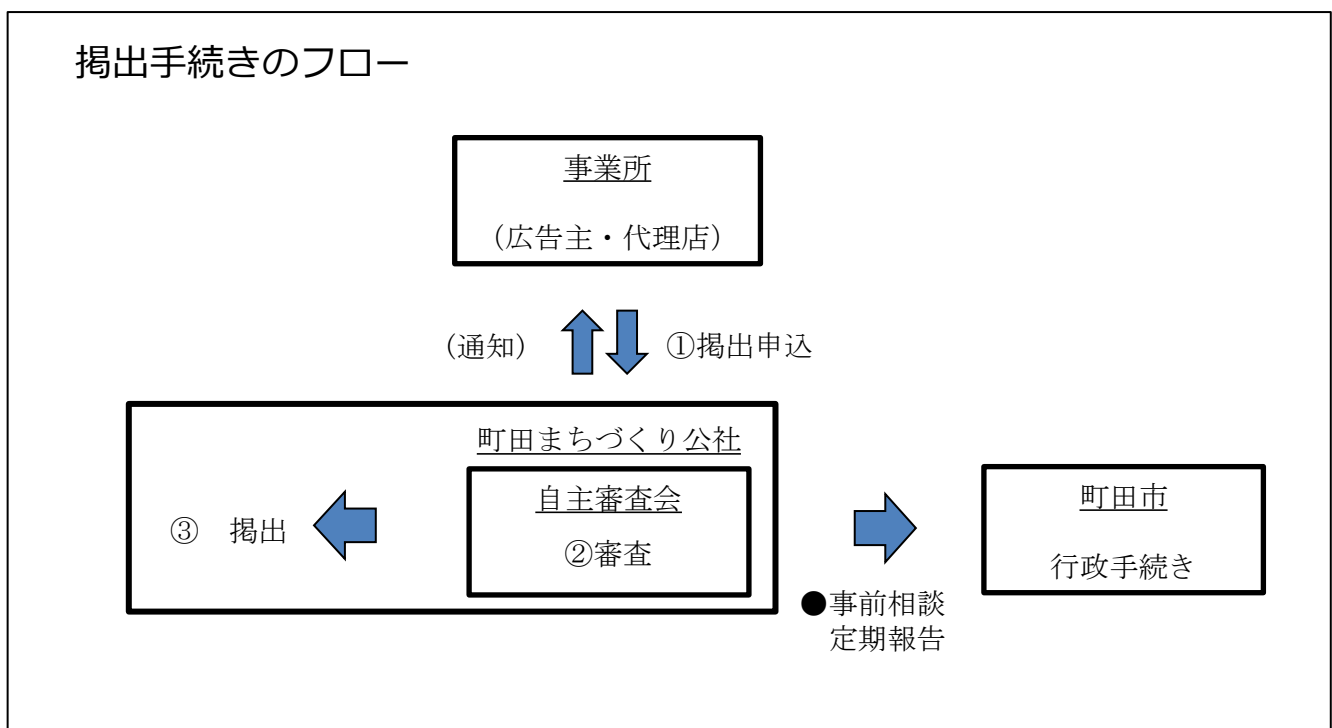 掲出手続きのフロー
事業所
（広告主・代理店）
（通知）
①掲出申込
町田まちづくり公社
自主審査会
②審査
③　掲出
町田市
行政手続き
●事前相談
定期報告